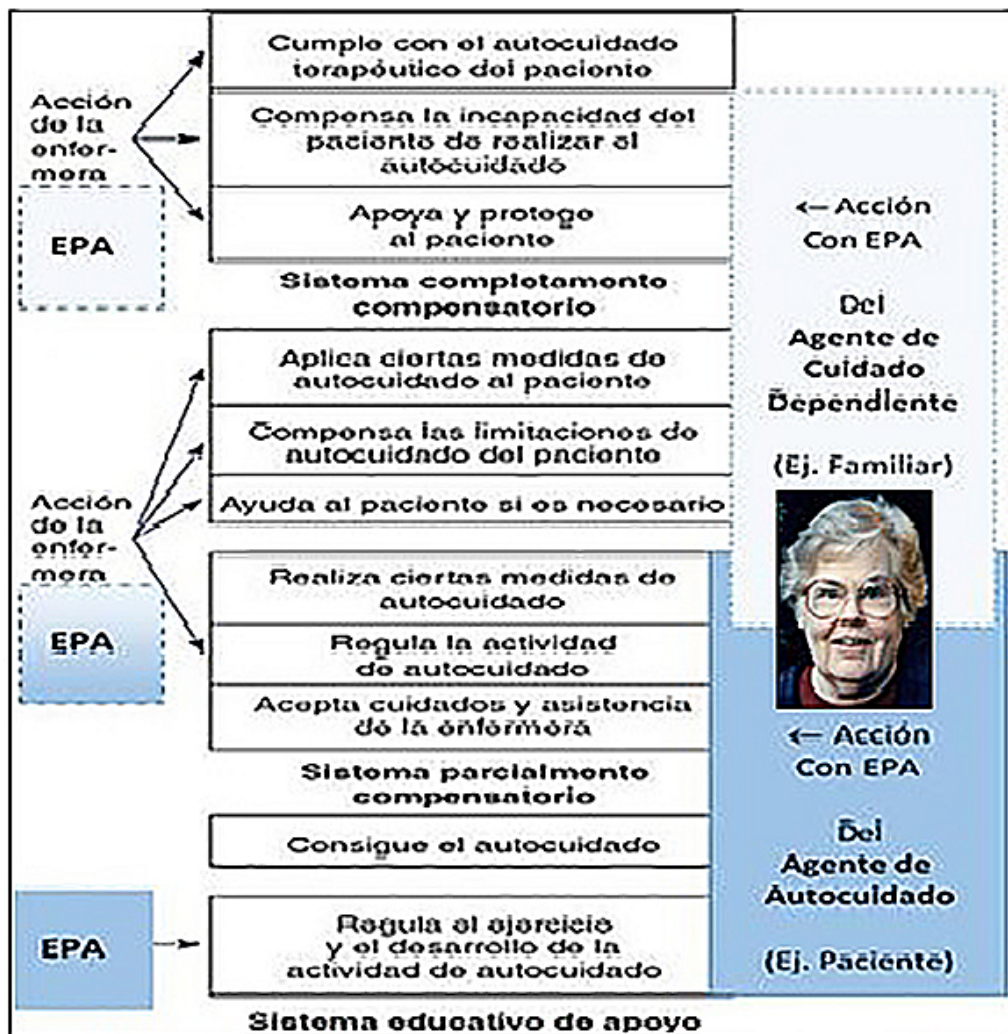 Cumple con el autocuidado
terapéutico del paciente
Acción
de la
enfer-
mera
Compensa la incapacidad del
paciente de realizar el
autocuidado
EPA
Apoya y protege
al paciente
Sistema completamente
compensatorio
← Acción
Con EPA
Del
Agente de
Cuidado
Dependiente
(Ej. Familiar)
Aplica ciertas medidas de
autocuidado al paciente
Compensa las limitaciones de
autocuidado del paciente
Ayuda al paciente si es necesario
Acción
de la
enfer-
mera
EPA
Realiza ciertas medidas de
autocuidado
Regula la actividad
de autocuidado
Acepta cuidados y asistencia
de la enfermera
Sistema parcialmente
compensatorio
← Acción
Con EPA
Del
Agente de
Autocuidado
(Ej. Paciente)
Consigue el autocuidado
EPA
Regula el ejercicio
y el desarrollo de la
actividad de autocuidado
Sistema educativo de apoyo